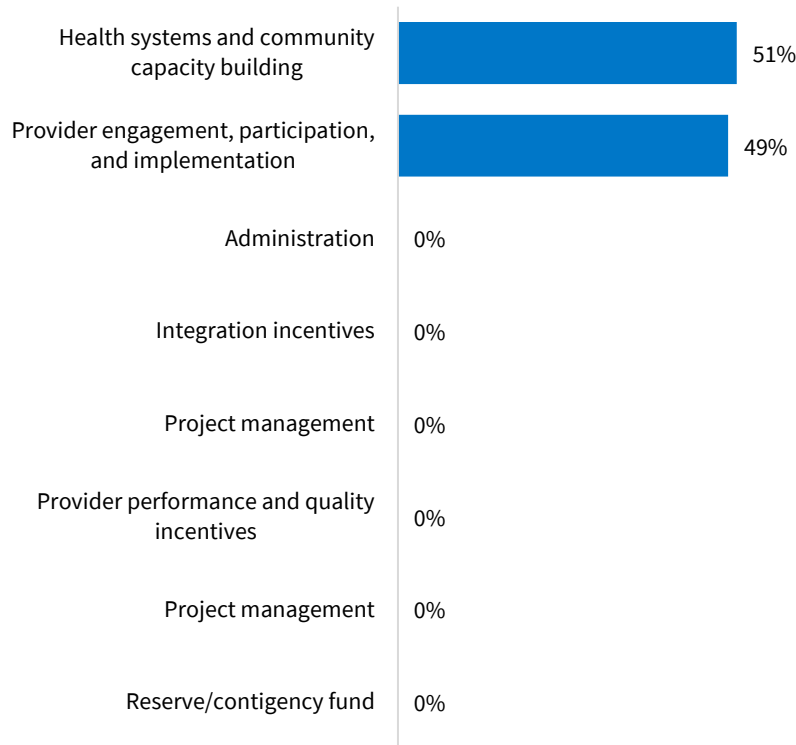 Health systems and community
capacity building
51%
Provider engagement, participation,
and implementation
49%
Administration
0%
Integration incentives
0%
Project management
0%
Provider performance and quality
incentives
0%
Project management
0%
Reserve/contigency fund
0%